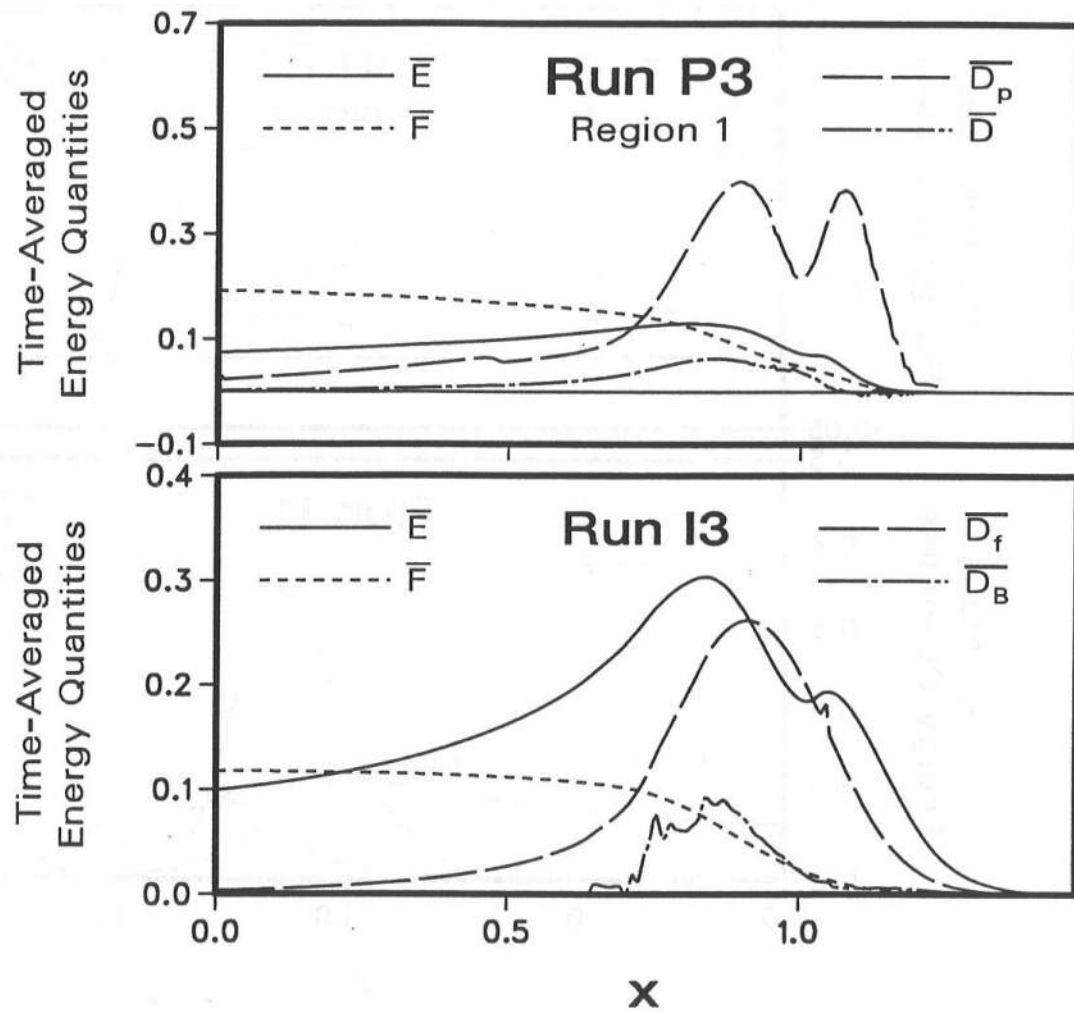 0.7
0.5
0.3
0.1
−0.1
Time-Averaged
Energy Quantities
E̅
F̅
Run P3
Region 1
D̅p̅
D̅
0.4
0.3
0.2
0.1
0.0
Time-Averaged
Energy Quantities
E̅
F̅
Run I3
D̅f̅
D̅B̅
0.0
0.5
1.0
X